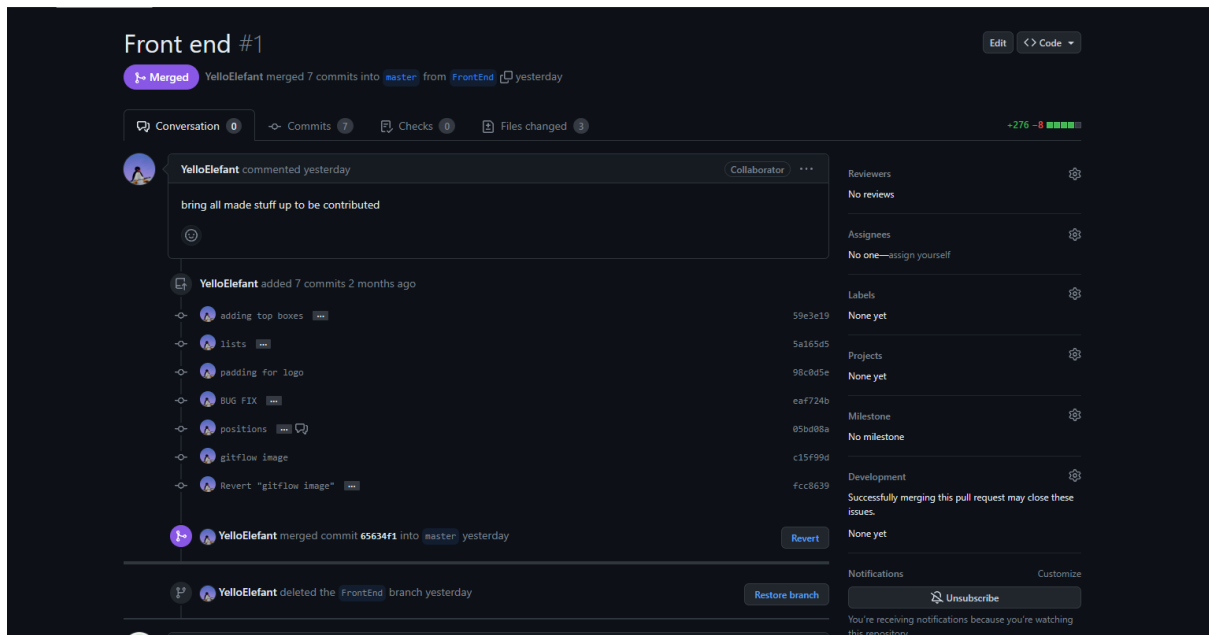 Front end #1
Edit
<> Code
Merged YelloElefant merged 7 commits into master from FrontEnd yesterday
Conversation 0 Commits 7 Checks 0 Files changed 3
+276 −8
YelloElefant commented yesterday
Collaborator ...
bring all made stuff up to be contributed
YelloElefant added 7 commits 2 months ago
adding top boxes ... 59e3e19
lists ... 5a165d5
padding for logo 98c0d5e
BUG FIX ... eaf724b
positions ... 05bd08a
gitflow image c15f99d
Revert "gitflow image" ... fcc8639
YelloElefant merged commit 65634f1 into master yesterday
Revert
YelloElefant deleted the FrontEnd branch yesterday
Restore branch
Reviewers
No reviews
Assignees
No one—assign yourself
Labels
None yet
Projects
None yet
Milestone
No milestone
Development
Successfully merging this pull request may close these
issues.
None yet
Notifications
Customize
Unsubscribe
You're receiving notifications because you're watching
this repository.